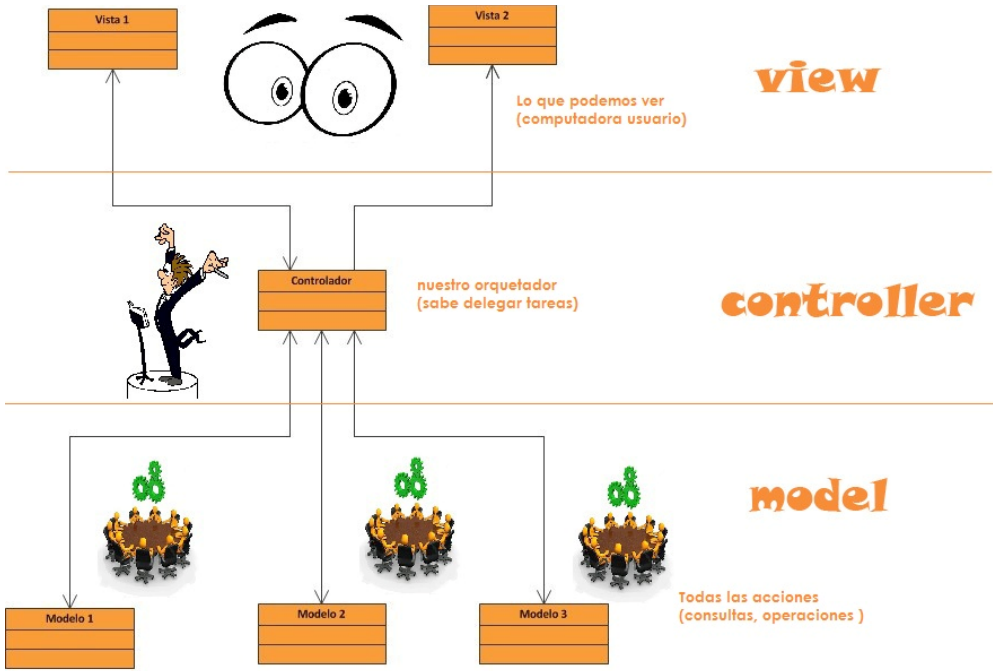 Vista 1
Vista 2
view
Lo que podemos ver
(computadora usuario)
Controlador
nuestro orquetador
(sabe delegar tareas)
controller
model
Modelo 1
Modelo 2
Modelo 3
Todas las acciones
(consultas, operaciones )